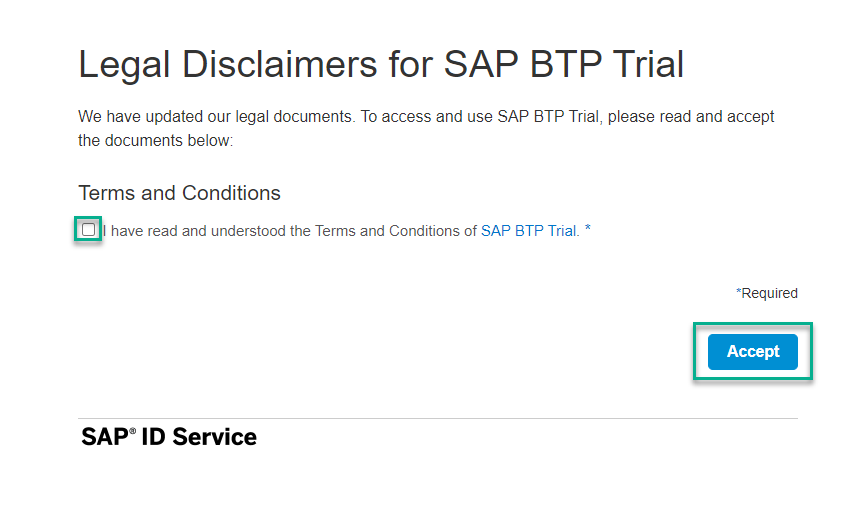 Legal Disclaimers for SAP BTP Trial
We have updated our legal documents. To access and use SAP BTP Trial, please read and accept
the documents below:
Terms and Conditions
I have read and understood the Terms and Conditions of SAP BTP Trial. *
*Required
Accept
SAP® ID Service